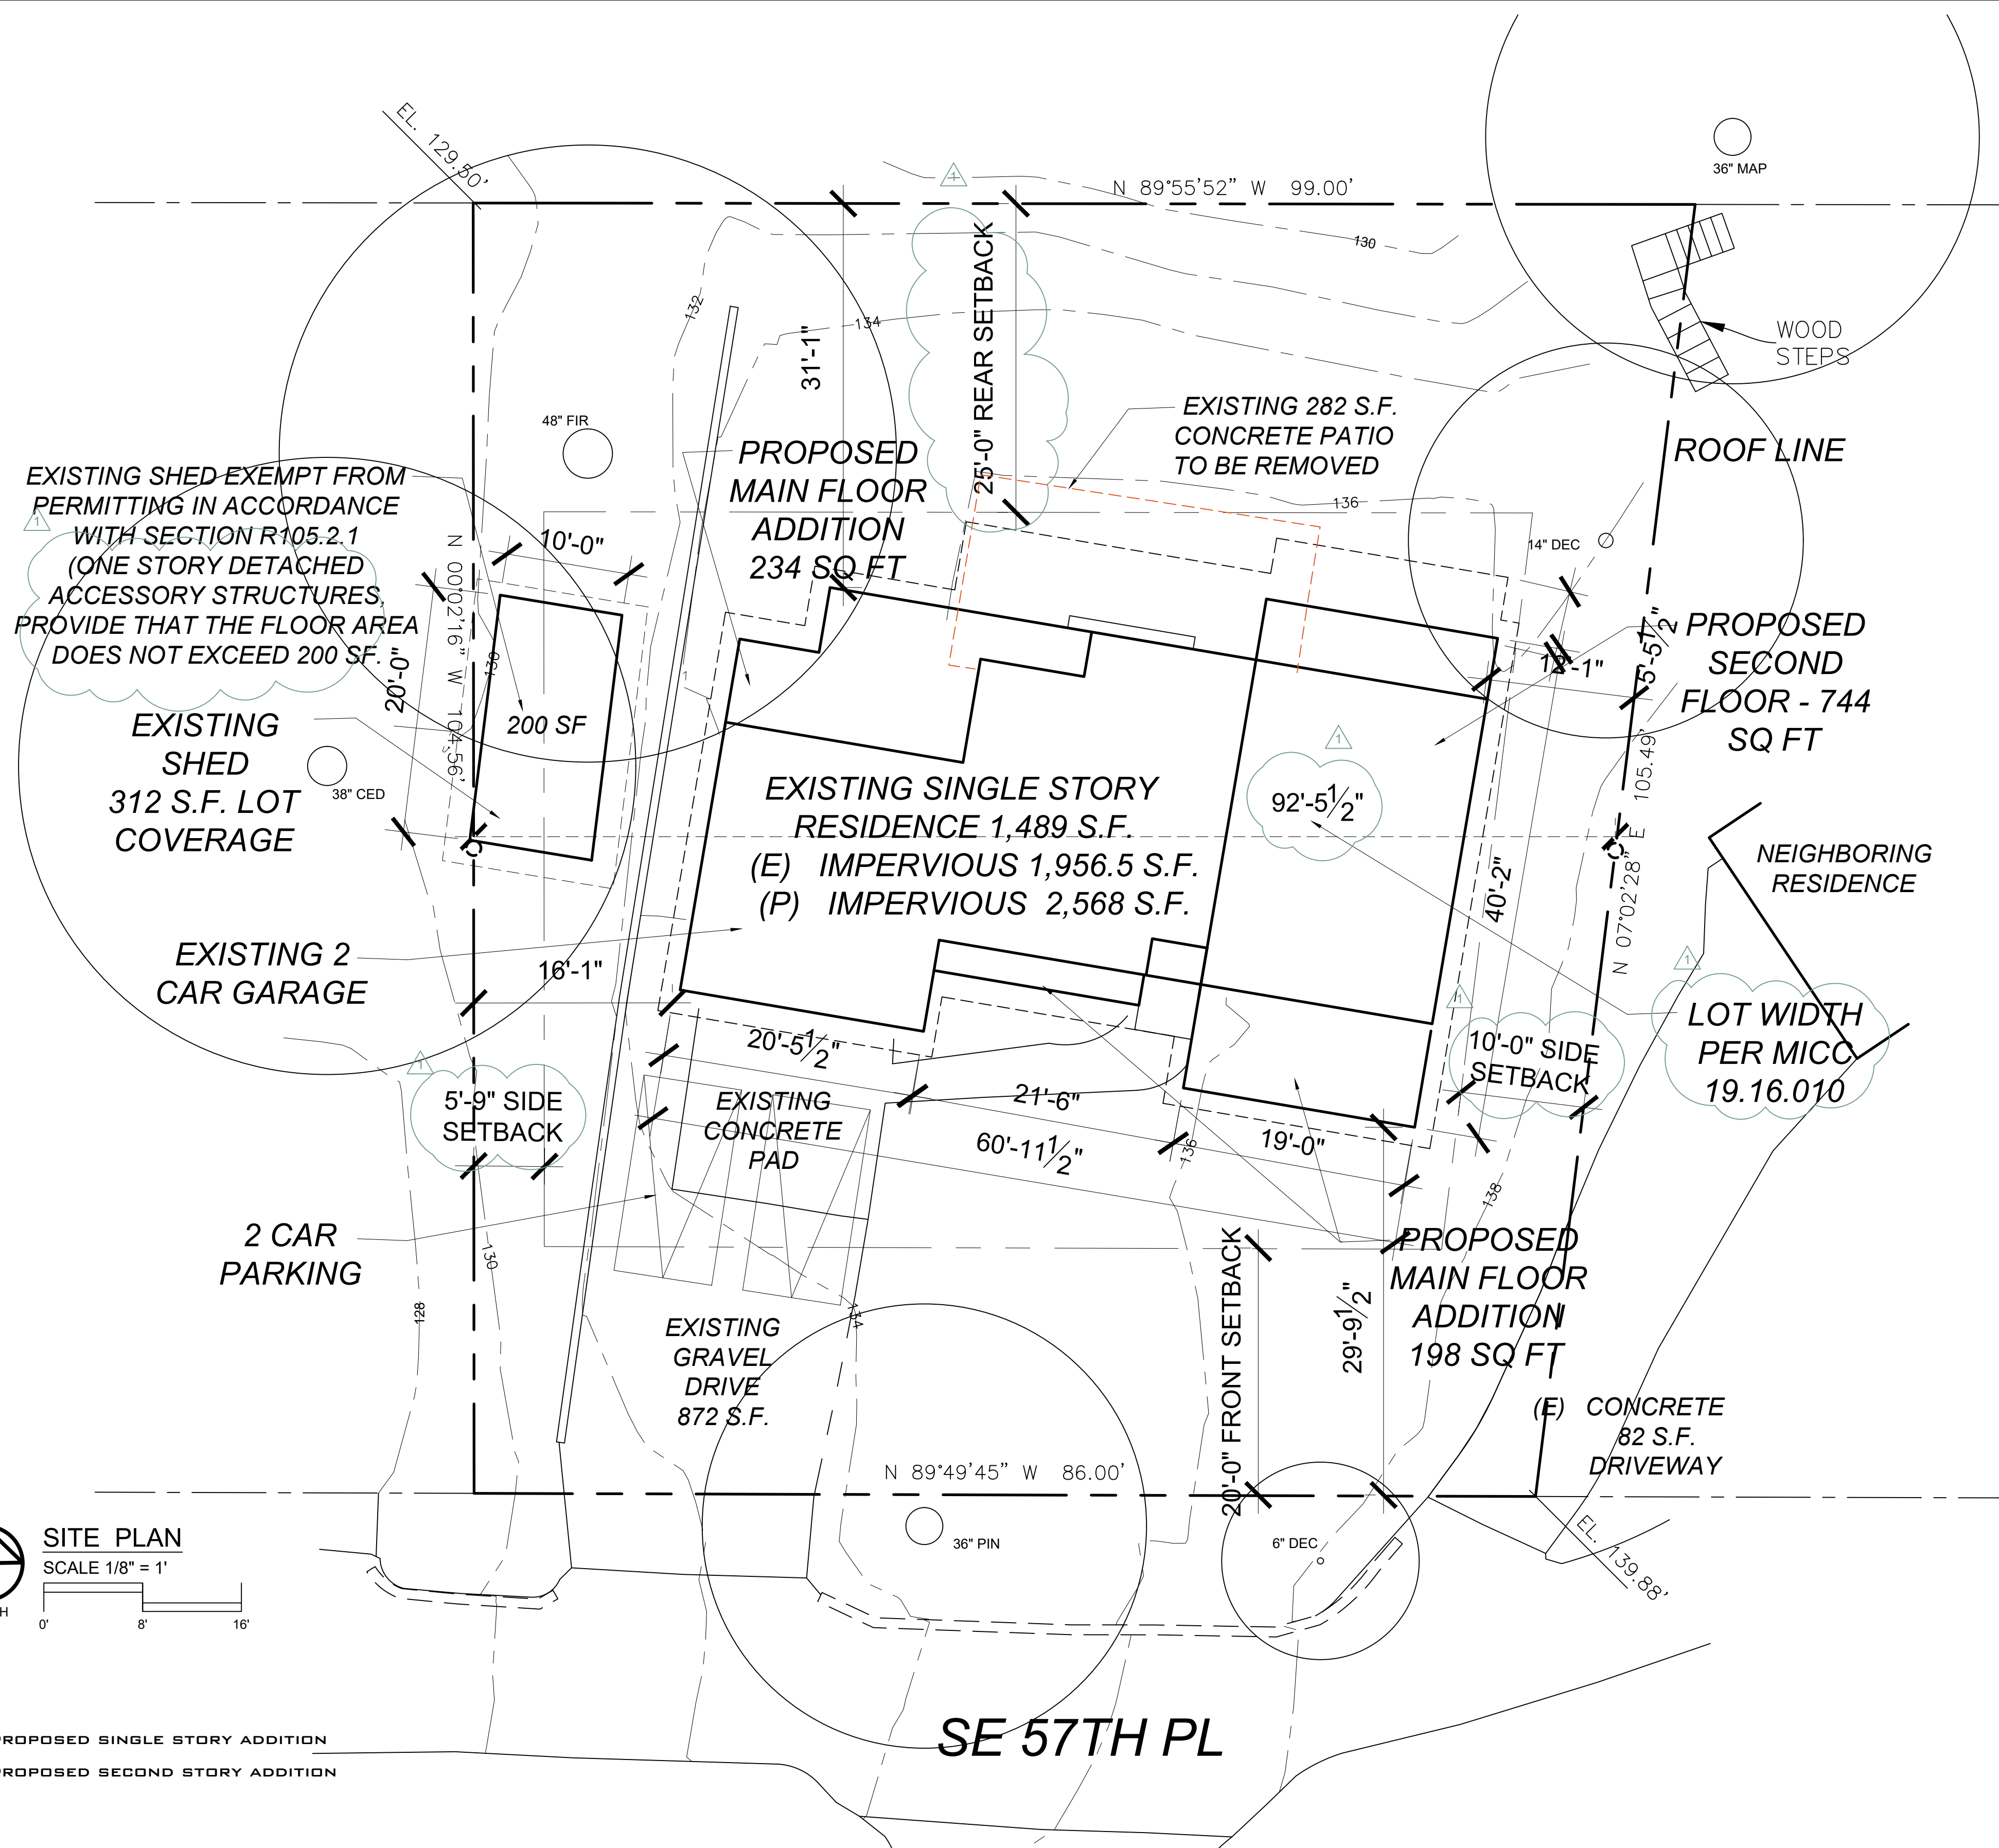 EL. 129.50'
1
N 89°55'52" W 99.00'
36" MAP
130
132
134
31'-1"
25'-0" REAR SETBACK
WOOD
STEPS
48" FIR
EXISTING 282 S.F.
CONCRETE PATIO
TO BE REMOVED
ROOF LINE
PROPOSED
MAIN FLOOR
ADDITION
234 SQ FT
EXISTING SHED EXEMPT FROM
PERMITTING IN ACCORDANCE
WITH SECTION R105.2.1
(ONE STORY DETACHED
ACCESSORY STRUCTURES,
PROVIDE THAT THE FLOOR AREA
DOES NOT EXCEED 200 SF.
1
136
14" DEC
10'-0"
N 00°02'16" W 104.56'
20'-0"
130
200 SF
12'-1"
5'-5 1/2"
PROPOSED
SECOND
FLOOR - 744
SQ FT
EXISTING
SHED
312 S.F. LOT
COVERAGE
38" CED
1
92'-5 1/2"
N 07°02'28" E 105.49'
EXISTING SINGLE STORY
RESIDENCE 1,489 S.F.
(E) IMPERVIOUS 1,956.5 S.F.
(P) IMPERVIOUS 2,568 S.F.
40'-2"
NEIGHBORING
RESIDENCE
EXISTING 2
CAR GARAGE
16'-1"
1
LOT WIDTH
PER MICC
19.16.010
1
10'-0" SIDE
SETBACK
20'-5 1/2"
21'-6"
60'-11 1/2"
19'-0"
1
5'-9" SIDE
SETBACK
EXISTING
CONCRETE
PAD
136
138
2 CAR
PARKING
130
128
134
20'-0" FRONT SETBACK
29'-9 1/2"
PROPOSED
MAIN FLOOR
ADDITION
198 SQ FT
EXISTING
GRAVEL
DRIVE
872 S.F.
(E) CONCRETE
82 S.F.
DRIVEWAY
N 89°49'45" W 86.00'
36" PIN
6" DEC
EL. 139.88'
SITE PLAN
SCALE 1/8" = 1'
0' 8' 16'
H
SE 57TH PL
PROPOSED SINGLE STORY ADDITION
PROPOSED SECOND STORY ADDITION